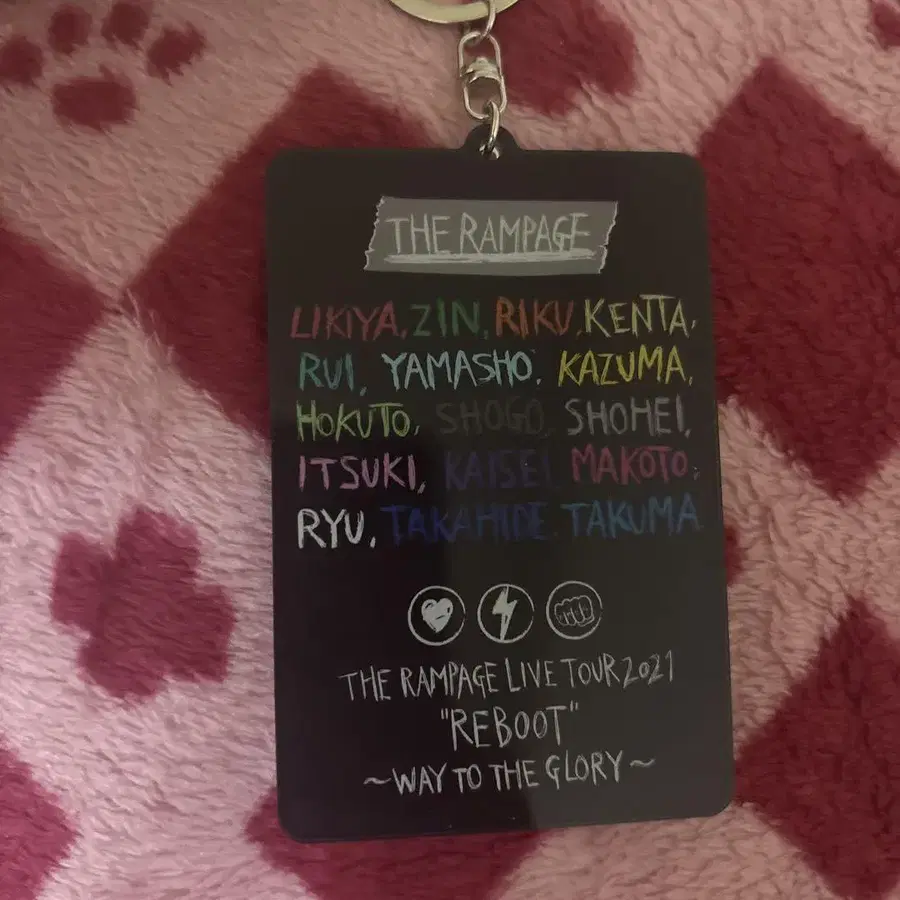 THE RAMPAGE
LIKIYA, ZIN, RIKU, KENTA,
RUI, YAMASHO, KAZUMA,
HOKUTO, SHOGO, SHOHEI,
ITSUKI, KAISEI, MAKOTO,
RYU, TAKAHIDE, TAKUMA
THE RAMPAGE LIVE TOUR 2021
"REBOOT"
~WAY TO THE GLORY~